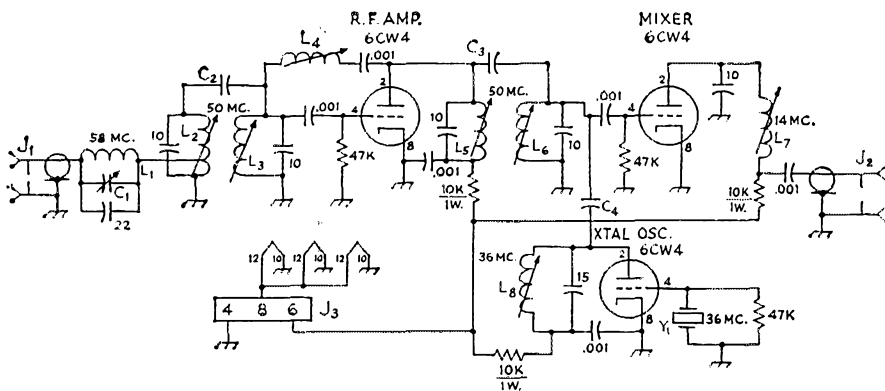 R.F. AMP.
6CW4
MIXER
6CW4
L4
.001
C3
C2
2
2
10
50 MC.
50 MC.
.001
4
.001
4
14 MC.
L7
J1
58 MC.
10
L2
L3
10
8
10
L5
L6
10
8
47K
47K
J2
L1
C1
22
.001
10K
1W.
C4
10K
1W.
.001
XTAL OSC.
6CW4
12
10
12
10
12
10
36 MC.
L8
15
2
4
8
4
8
6
J3
.001
Y1
36 MC.
47K
10K
1W.